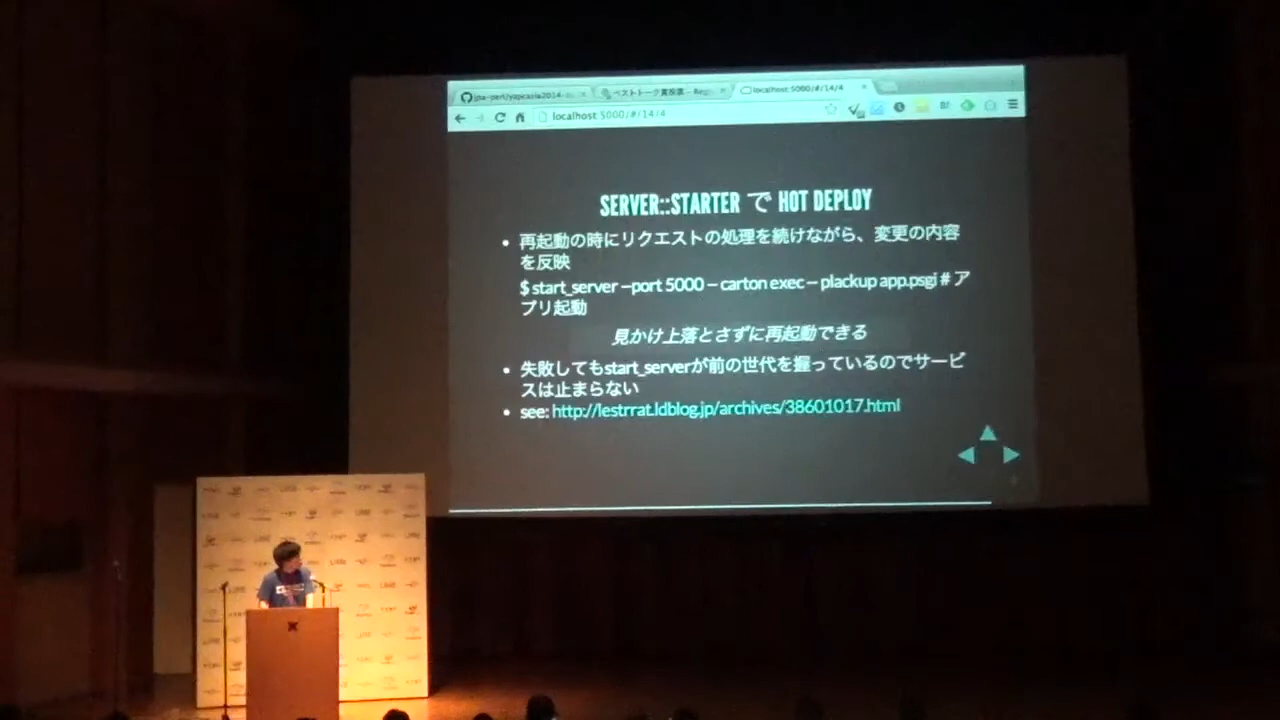 localhost:5000/#/14/4
localhost:5000/#/14/4
SERVER::STARTER で HOT DEPLOY
再起動の時にリクエストの処理を続けながら、変更の内容
を反映
$ start_server –port 5000 – carton exec – plackup app.psgi # ア
プリ起動
見かけ上落とさずに再起動できる
失敗してもstart_serverが前の世代を握っているのでサービ
スは止まらない
see: http://lestrrat.ldblog.jp/archives/38601017.html